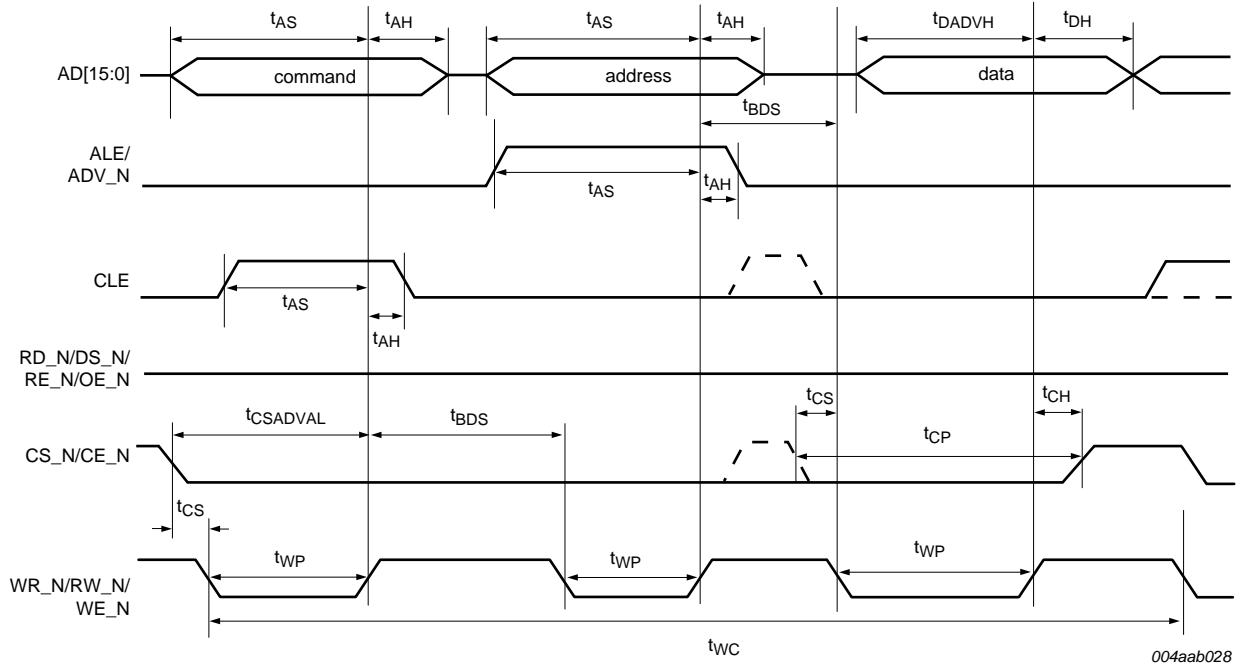 tAS
tAH
tAS
tAH
tDADVH
tDH
AD[15:0]
command
address
data
tBDS
ALE/
ADV_N
tAS
tAH
CLE
tAS
tAH
RD_N/DS_N/
RE_N/OE_N
tCSADVAL
tBDS
tCS
tCH
tCP
CS_N/CE_N
tCS
tWP
tWP
tWP
WR_N/RW_N/
WE_N
tWC
004aab028